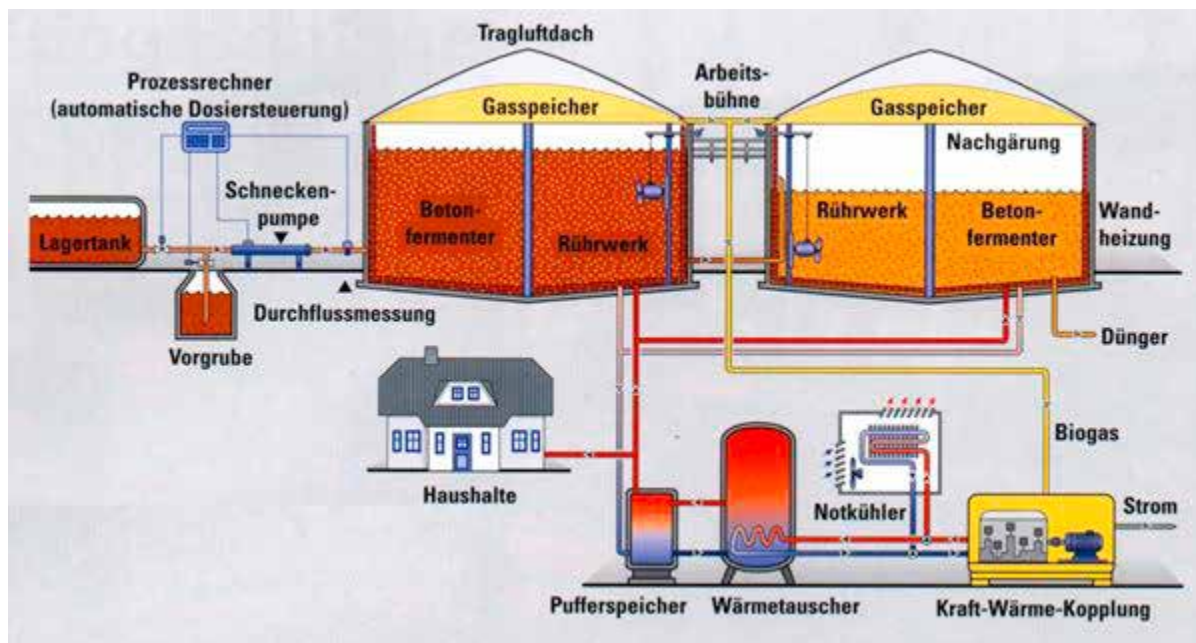 Tragluftdach
Prozessrechner
(automatische Dosiersteuerung)
Arbeits-
bühne
Gasspeicher
Gasspeicher
Nachgärung
Schnecken-
pumpe
Lagertank
Beton-
fermenter
Rührwerk
Rührwerk
Beton-
fermenter
Wand-
heizung
Durchflussmessung
Vorgrube
Dünger
Haushalte
Notkühler
Biogas
Strom
Pufferspeicher
Wärmetauscher
Kraft-Wärme-Kopplung